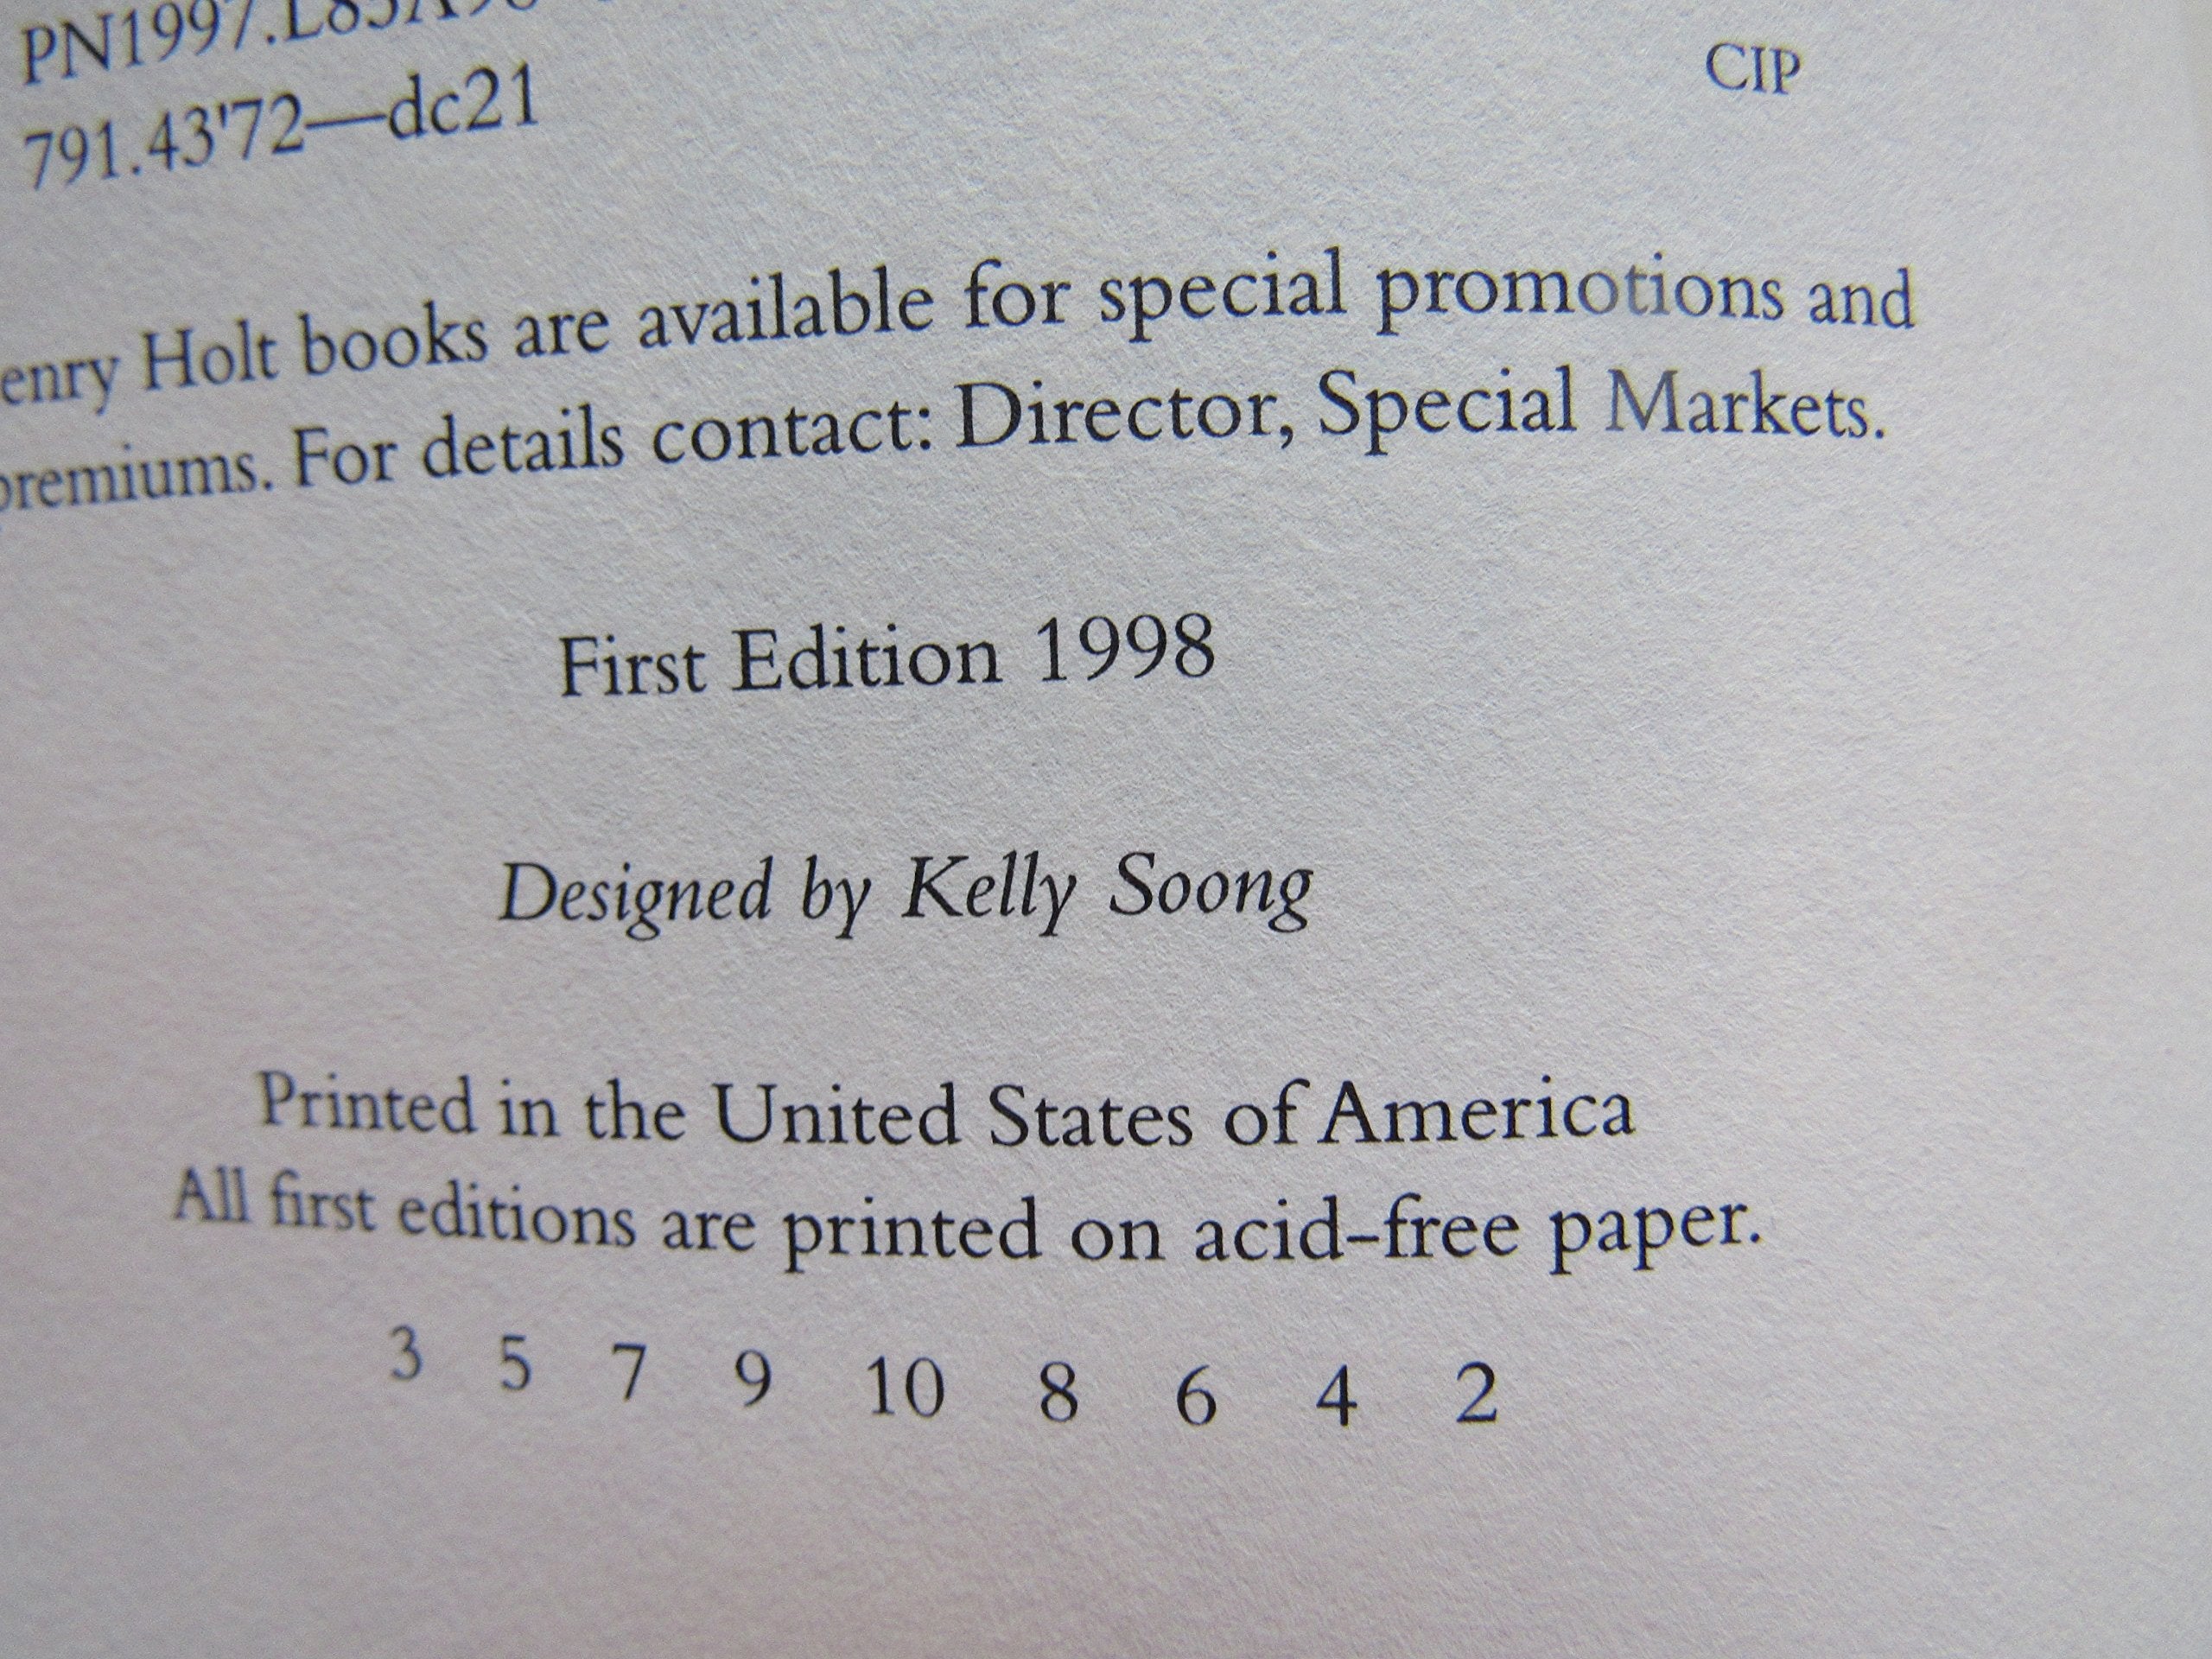 CIP
791.43'72—dc21
enry Holt books are available for special promotions and
premiums. For details contact: Director, Special Markets.
First Edition 1998
Designed by Kelly Soong
Printed in the United States of America
All first editions are printed on acid-free paper.
3 5 7 9 10 8 6 4 2